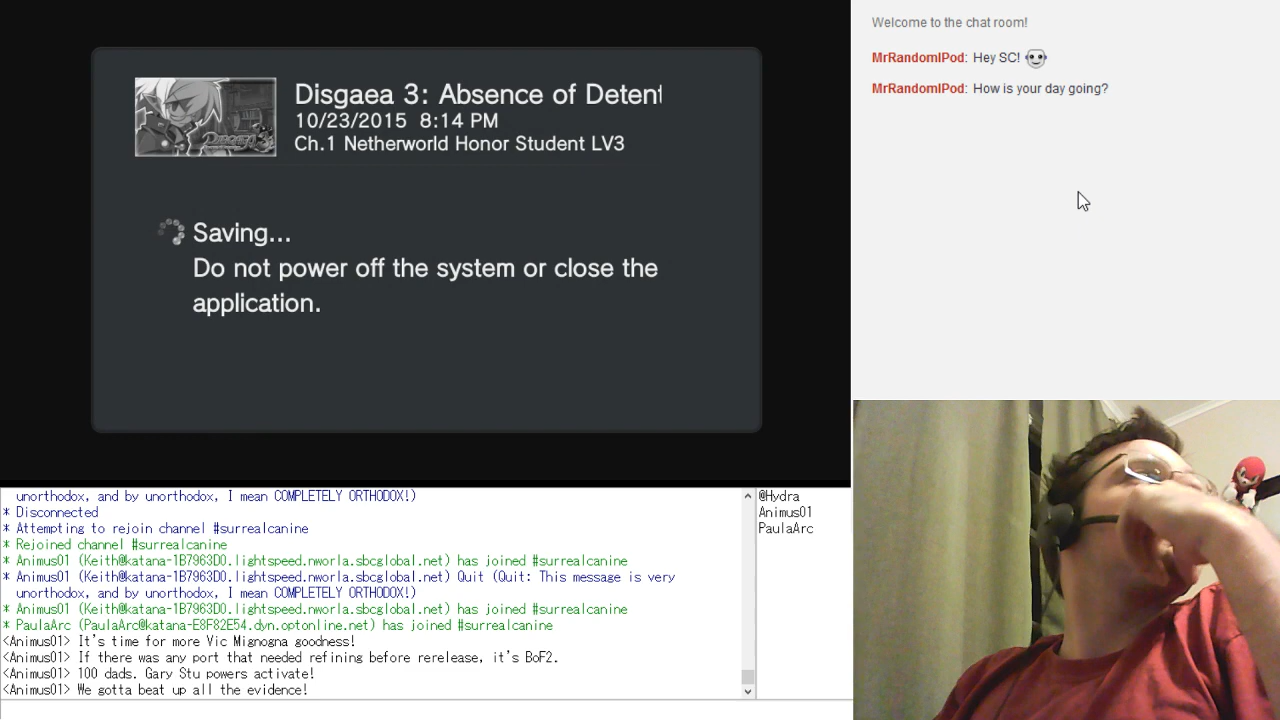 Disgaea 3: Absence of Detent
10/23/2015 8:14 PM
Ch.1 Netherworld Honor Student LV3
Saving...
Do not power off the system or close the
application.
Welcome to the chat room!
MrRandomIPod: Hey SC!
MrRandomIPod: How is your day going?
unorthodox, and by unorthodox, I mean COMPLETELY ORTHODOX!)
* Disconnected
* Attempting to rejoin channel #surrealcanine
* Rejoined channel #surrealcanine
* Animus01 (Keith@katana-1B7963D0.lightspeed.nworla.sbcglobal.net) has joined #surrealcanine
* Animus01 (Keith@katana-1B7963D0.lightspeed.nworla.sbcglobal.net) Quit (Quit: This message is very
unorthodox, and by unorthodox, I mean COMPLETELY ORTHODOX!)
* Animus01 (Keith@katana-1B7963D0.lightspeed.nworla.sbcglobal.net) has joined #surrealcanine
* PaulaArc (PaulaArc@katana-E8F82E54.dyn.optonline.net) has joined #surrealcanine
<Animus01> It's time for more Vic Mignogna goodness!
<Animus01> If there was any port that needed refining before rerelease, it's BoF2.
<Animus01> 100 dads. Gary Stu powers activate!
<Animus01> We gotta beat up all the evidence!
@Hydra
Animus01
PaulaArc